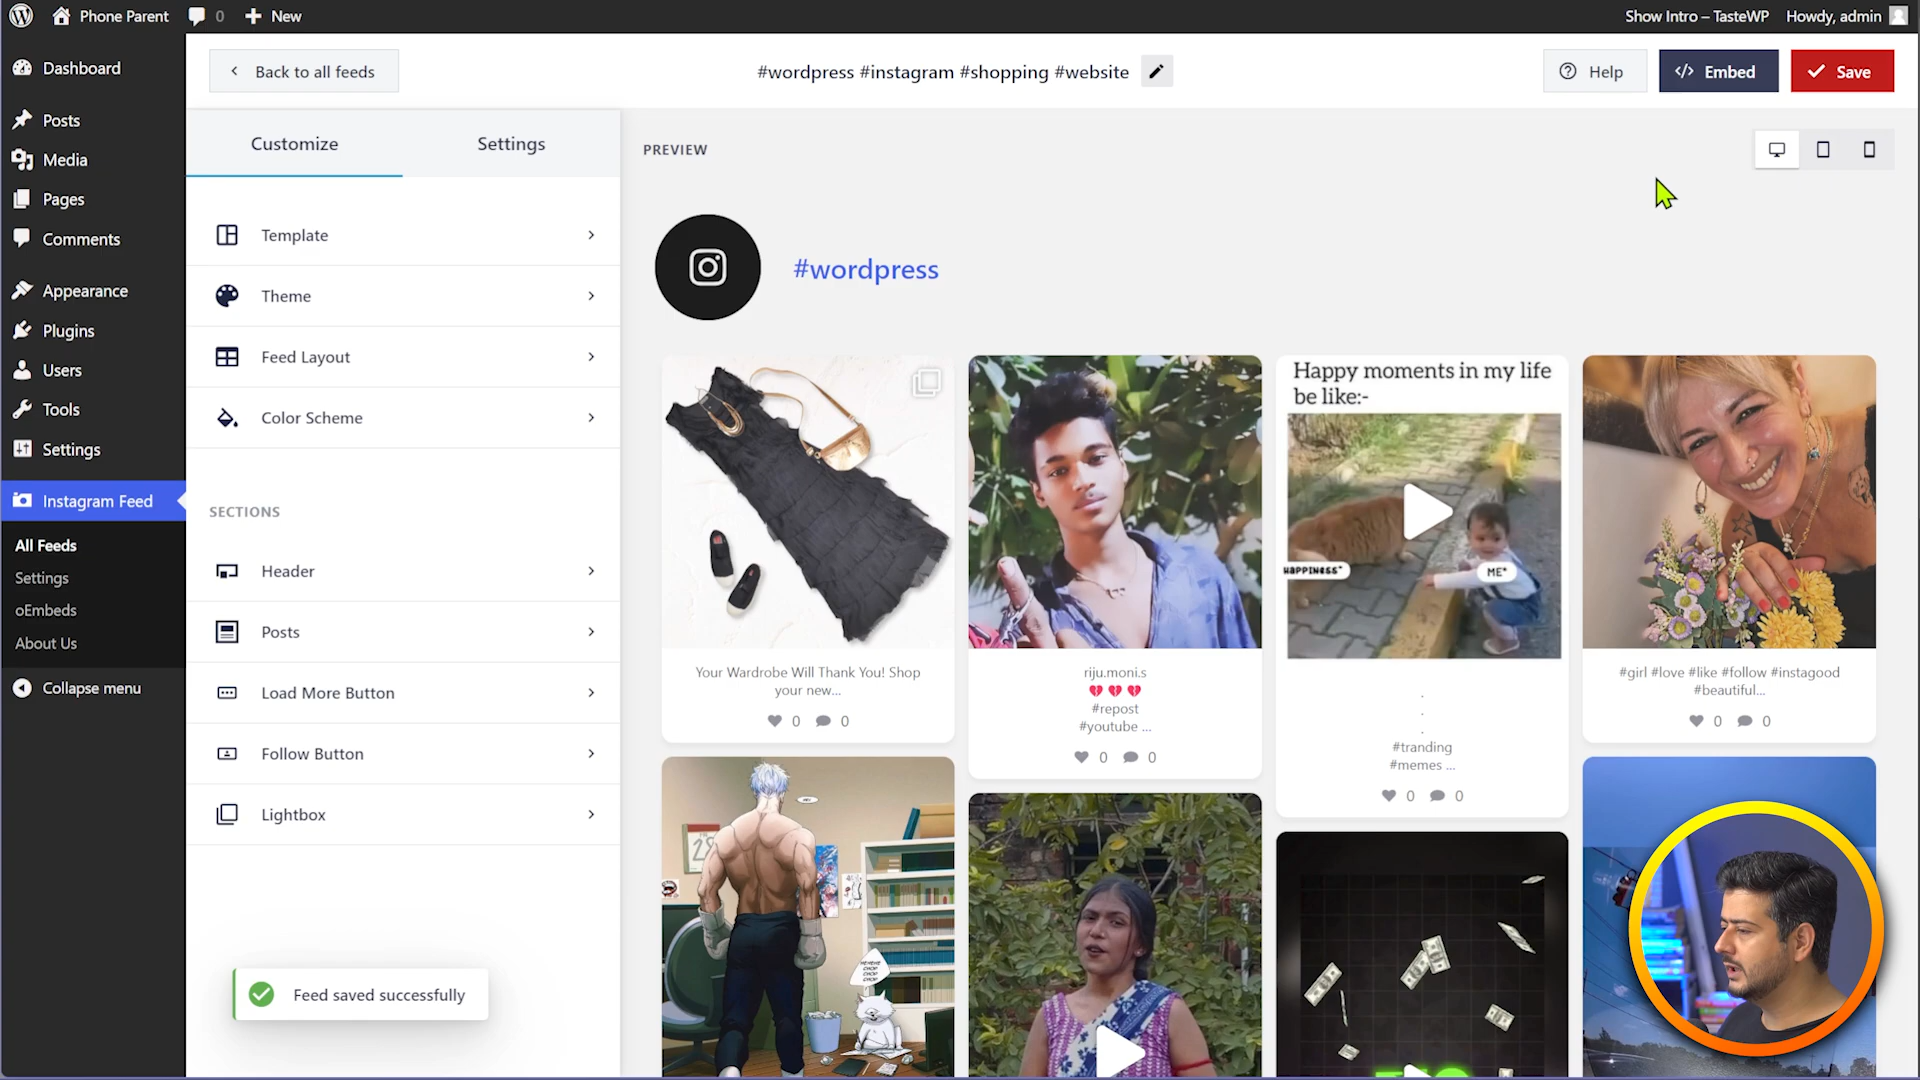 Phone Parent
0
New
Show Intro – TasteWP
Howdy, admin
Dashboard
Posts
Media
Pages
Comments
Appearance
Plugins
Users
Tools
Settings
Instagram Feed
All Feeds
Settings
oEmbeds
About Us
Collapse menu
Back to all feeds
#wordpress #instagram #shopping #website
Help
Embed
Save
Customize
Settings
Template
Theme
Feed Layout
Color Scheme
SECTIONS
Header
Posts
Load More Button
Follow Button
Lightbox
Feed saved successfully
PREVIEW
#wordpress
Your Wardrobe Will Thank You! Shop
your new...
0 0
riju.moni.s
#repost
#youtube ...
0 0
Happy moments in my life
be like:-
HAPPINESS*
ME*
.
.
.
#tranding
#memes ...
0 0
#girl #love #like #follow #instagood
#beautiful...
0 0
28